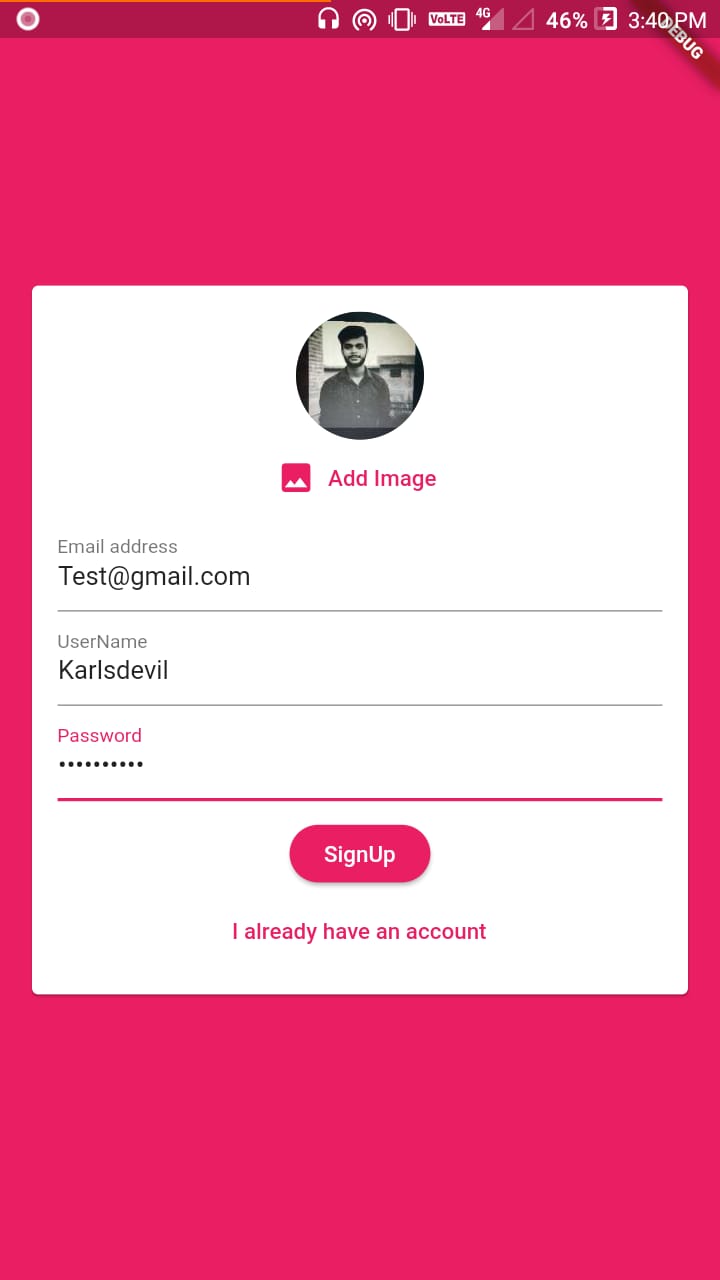 VoLTE 4G 46% 3:40 PM
DEBUG
Add Image
Email address
Test@gmail.com
UserName
Karlsdevil
Password
••••••••••
SignUp
I already have an account